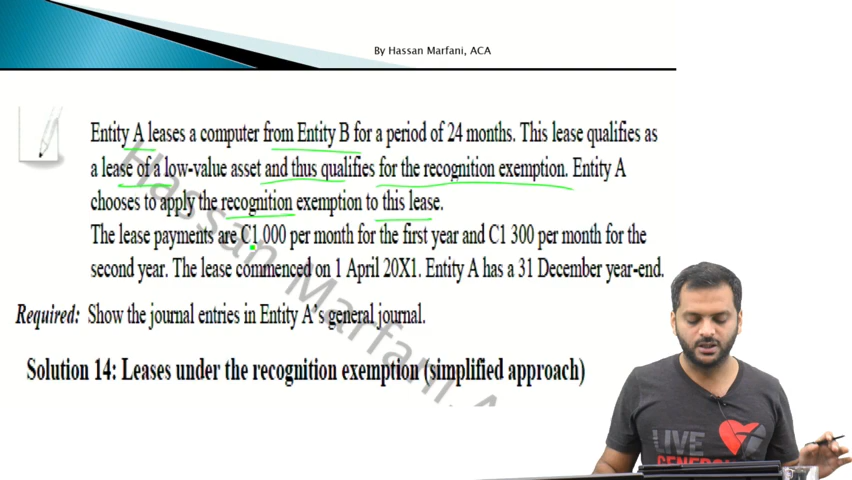 By Hassan Marfani, ACA
Entity A leases a computer from Entity B for a period of 24 months. This lease qualifies as
a lease of a low-value asset and thus qualifies for the recognition exemption. Entity A
chooses to apply the recognition exemption to this lease.
The lease payments are C1 000 per month for the first year and C1 300 per month for the
second year. The lease commenced on 1 April 20X1. Entity A has a 31 December year-end.
Required: Show the journal entries in Entity A's general journal.
Solution 14: Leases under the recognition exemption (simplified approach)
Hassan Marfani, A
LIVE